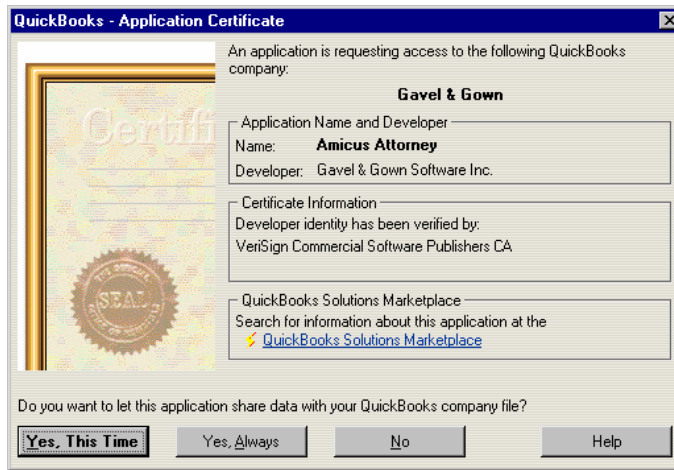 QuickBooks - Application Certificate
An application is requesting access to the following QuickBooks
company:
Gavel & Gown
Application Name and Developer
Name: Amicus Attorney
Developer: Gavel & Gown Software Inc.
Certificate Information
Developer identity has been verified by:
VeriSign Commercial Software Publishers CA
QuickBooks Solutions Marketplace
Search for information about this application at the
QuickBooks Solutions Marketplace
Certifi
SEAL
Do you want to let this application share data with your QuickBooks company file?
Yes, This Time
Yes, Always
No
Help